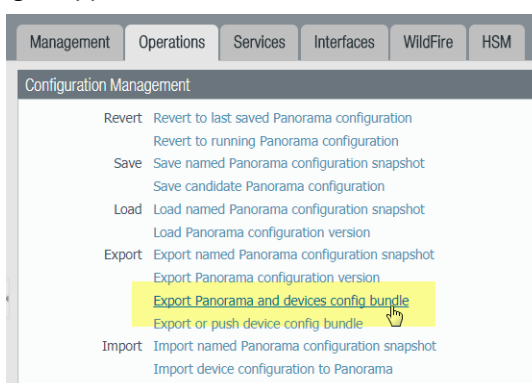 Management Operations Services Interfaces WildFire HSM
Configuration Management
Revert Revert to last saved Panorama configuration
Revert to running Panorama configuration
Save Save named Panorama configuration snapshot
Save candidate Panorama configuration
Load Load named Panorama configuration snapshot
Load Panorama configuration version
Export Export named Panorama configuration snapshot
Export Panorama configuration version
Export Panorama and devices config bundle
Export or push device config bundle
Import Import named Panorama configuration snapshot
Import device configuration to Panorama